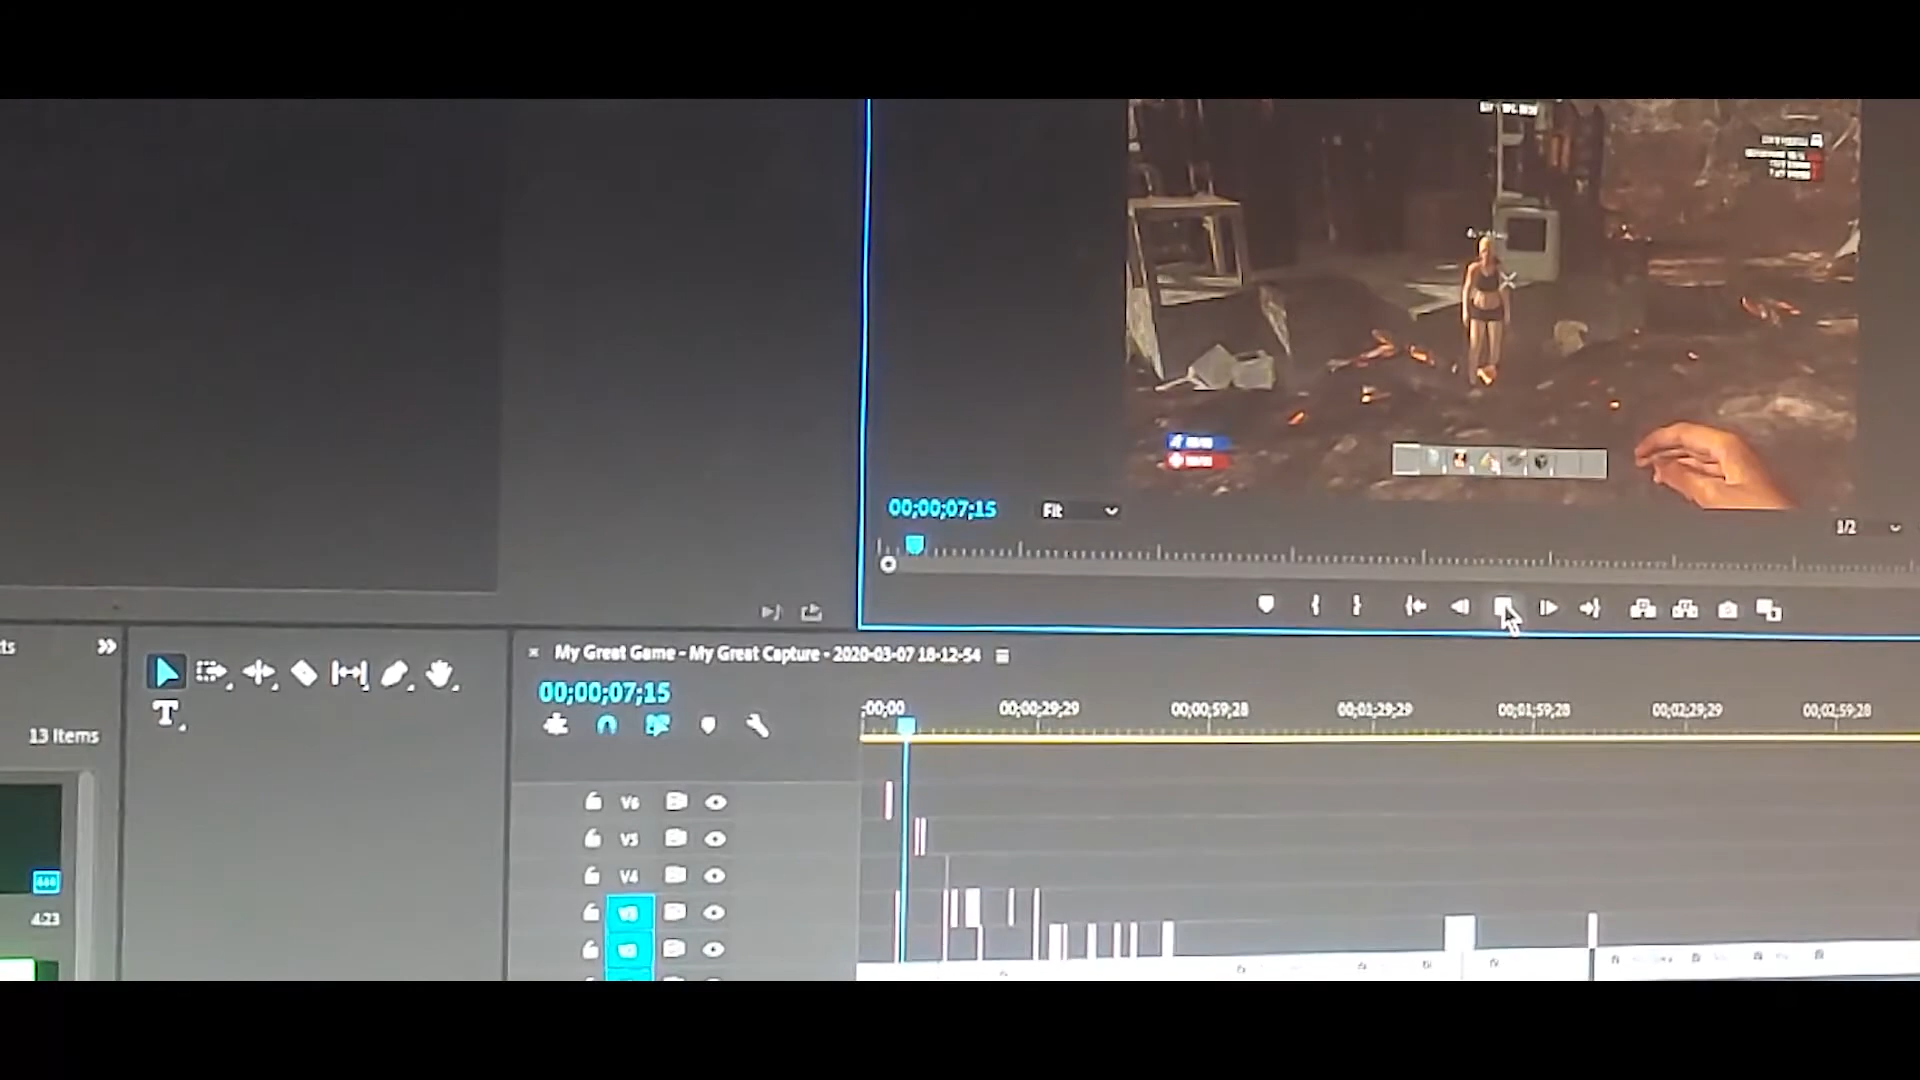 00;00;07;15
Fit
1/2
ts
My Great Game - My Great Capture - 2020-03-07 18-12-54
00;00;07;15
:00;00
00;00;29;29
00;00;59;28
00;01;29;29
00;01;59;28
00;02;29;29
00;02;59;28
T
13 Items
V6
V5
V4
V3
V2
4:23